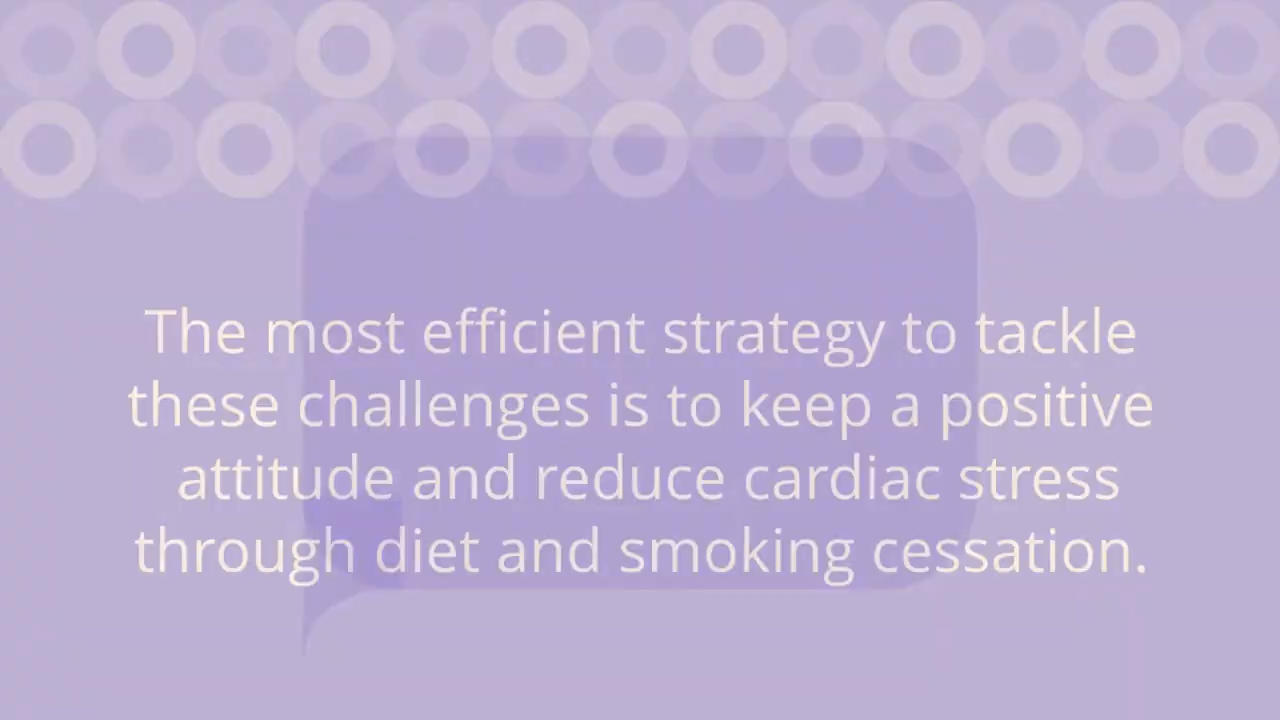 The most efficient strategy to tackle
these challenges is to keep a positive
attitude and reduce cardiac stress
through diet and smoking cessation.